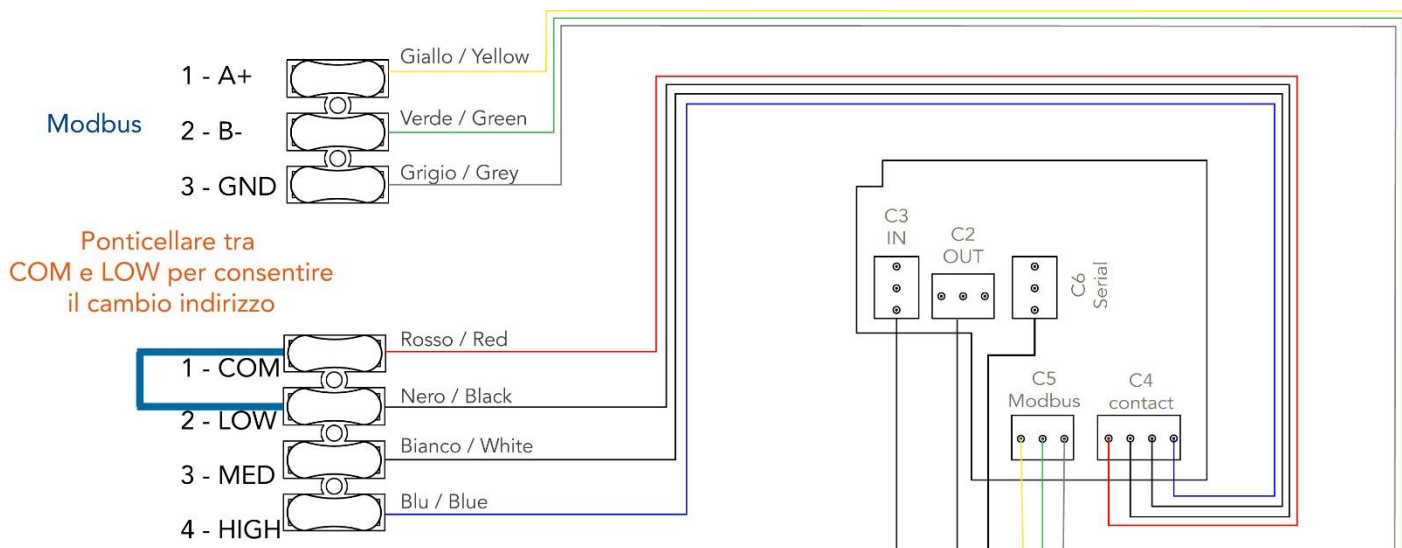 Modbus
1 - A+
Giallo / Yellow
2 - B-
Verde / Green
3 - GND
Grigio / Grey
Ponticellare tra
COM e LOW per consentire
il cambio indirizzo
1 - COM
Rosso / Red
2 - LOW
Nero / Black
3 - MED
Bianco / White
4 - HIGH
Blu / Blue
C3
IN
C2
OUT
C6
Serial
C5
Modbus
C4
contact